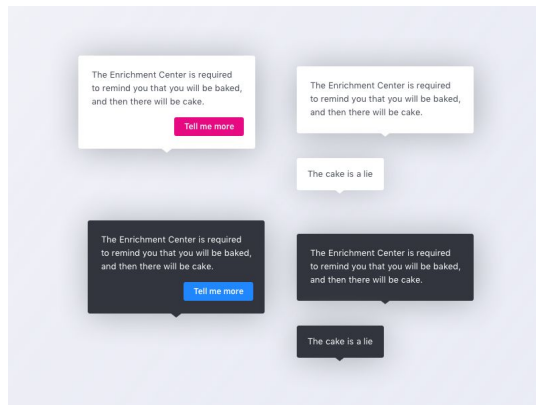 The Enrichment Center is required
to remind you that you will be baked,
and then there will be cake.
Tell me more
The Enrichment Center is required
to remind you that you will be baked,
and then there will be cake.
The cake is a lie
The Enrichment Center is required
to remind you that you will be baked,
and then there will be cake.
Tell me more
The Enrichment Center is required
to remind you that you will be baked,
and then there will be cake.
The cake is a lie